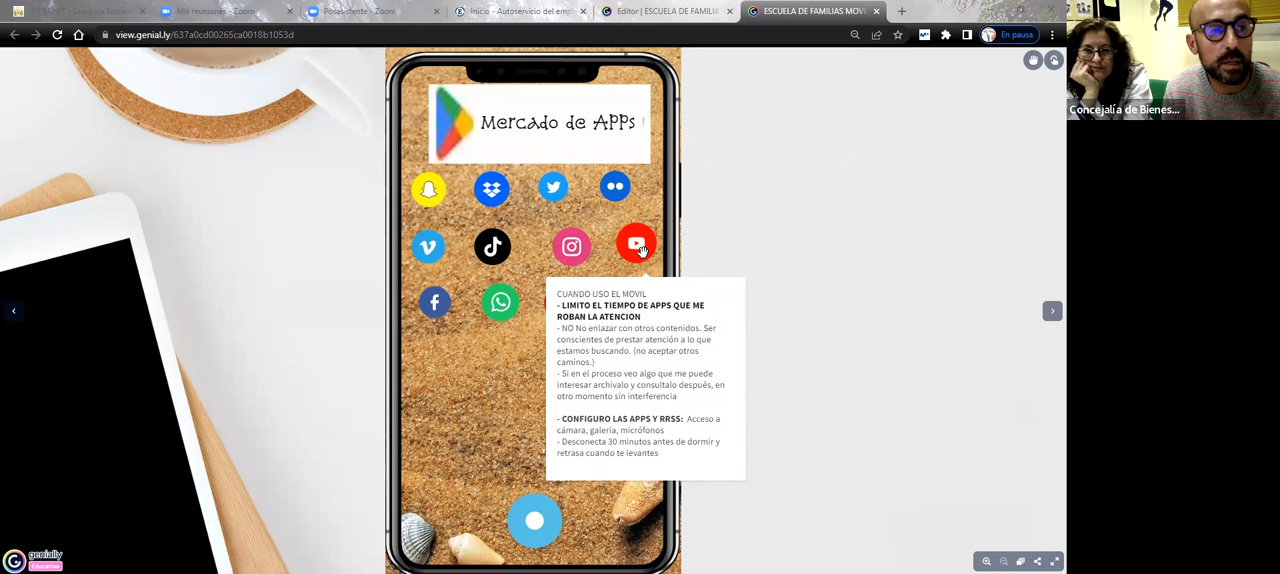 Mis reuniones - Zoom
Posasistente - Zoom
Inicio - Autoservicio del emp
Editor | ESCUELA DE FAMILIA
ESCUELA DE FAMILIAS MOVI
view.genial.ly/637a0cd00265ca0018b1053d
En pausa
Concejalía de Bienes...
Mercado de Apps
CUANDO USO EL MOVIL
- LIMITO EL TIEMPO DE APPS QUE ME
ROBAN LA ATENCION
- NO No enlazar con otros contenidos. Ser
conscientes de prestar atención a lo que
estamos buscando. (no aceptar otros
caminos.)
- Si en el proceso veo algo que me puede
interesar archivalo y consultalo después, en
otro momento sin interferencia
- CONFIGURO LAS APPS Y RRSS: Acceso a
cámara, galería, micrófonos
- Desconecta 30 minutos antes de dormir y
retrasa cuando te levantes
genially
Education